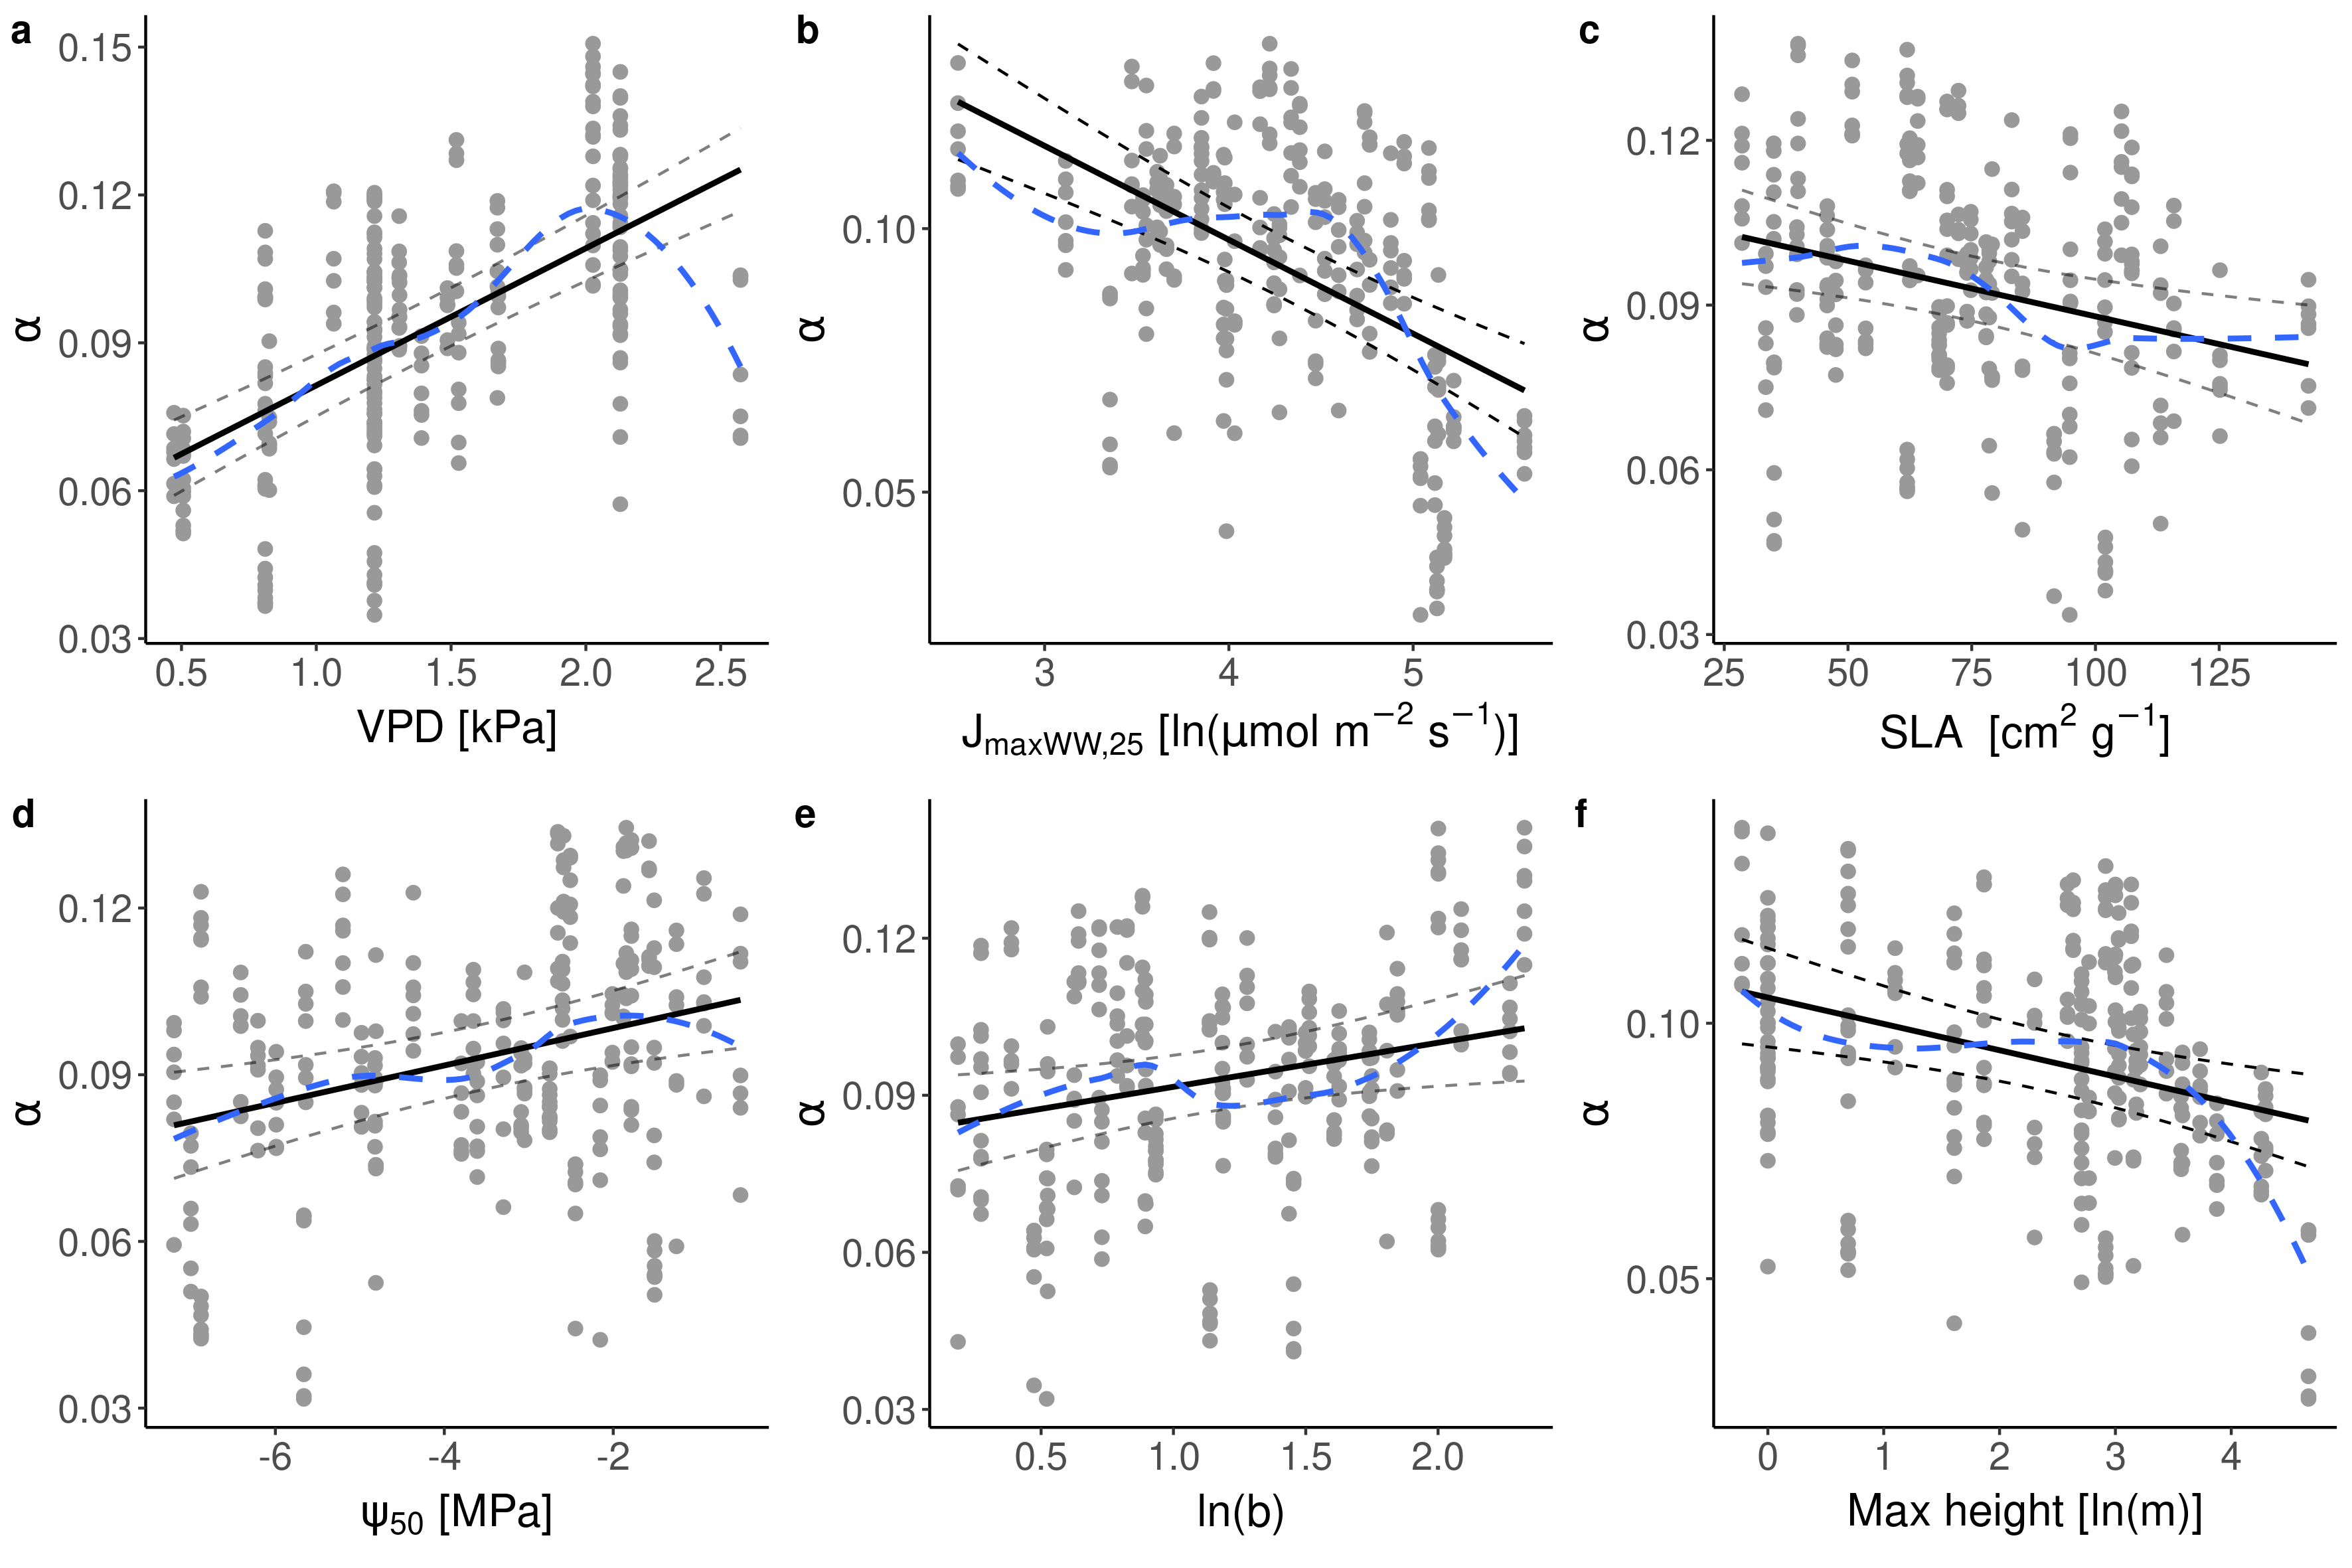 a
0.15
0.12
0.09
0.06
0.03
α
0.5 1.0 1.5 2.0 2.5
VPD [kPa]
b
0.10
0.05
α
3 4 5
J_maxWW,25 [ln(μmol m⁻² s⁻¹)]
c
0.12
0.09
0.06
0.03
α
25 50 75 100 125
SLA [cm² g⁻¹]
d
0.12
0.09
0.06
0.03
α
-6 -4 -2
ψ₅₀ [MPa]
e
0.12
0.09
0.06
0.03
α
0.5 1.0 1.5 2.0
ln(b)
f
0.10
0.05
α
0 1 2 3 4
Max height [ln(m)]